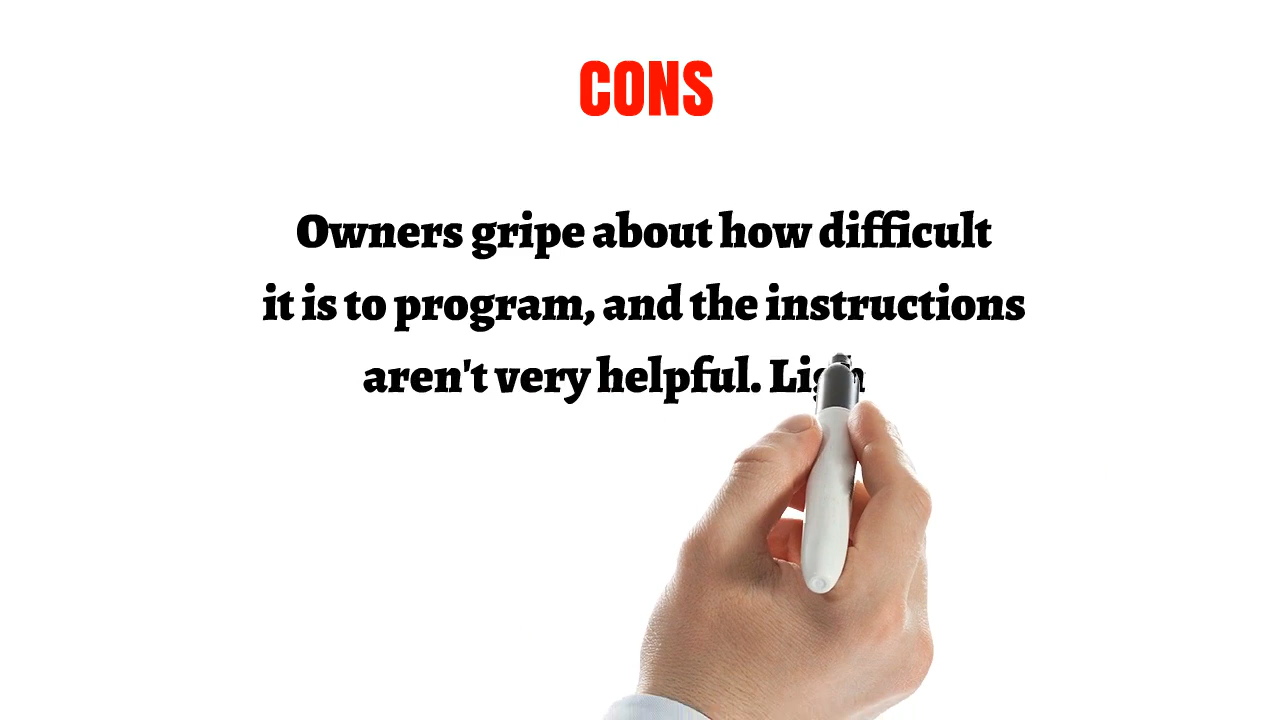 CONS
Owners gripe about how difficult
it is to program, and the instructions
aren't very helpful.